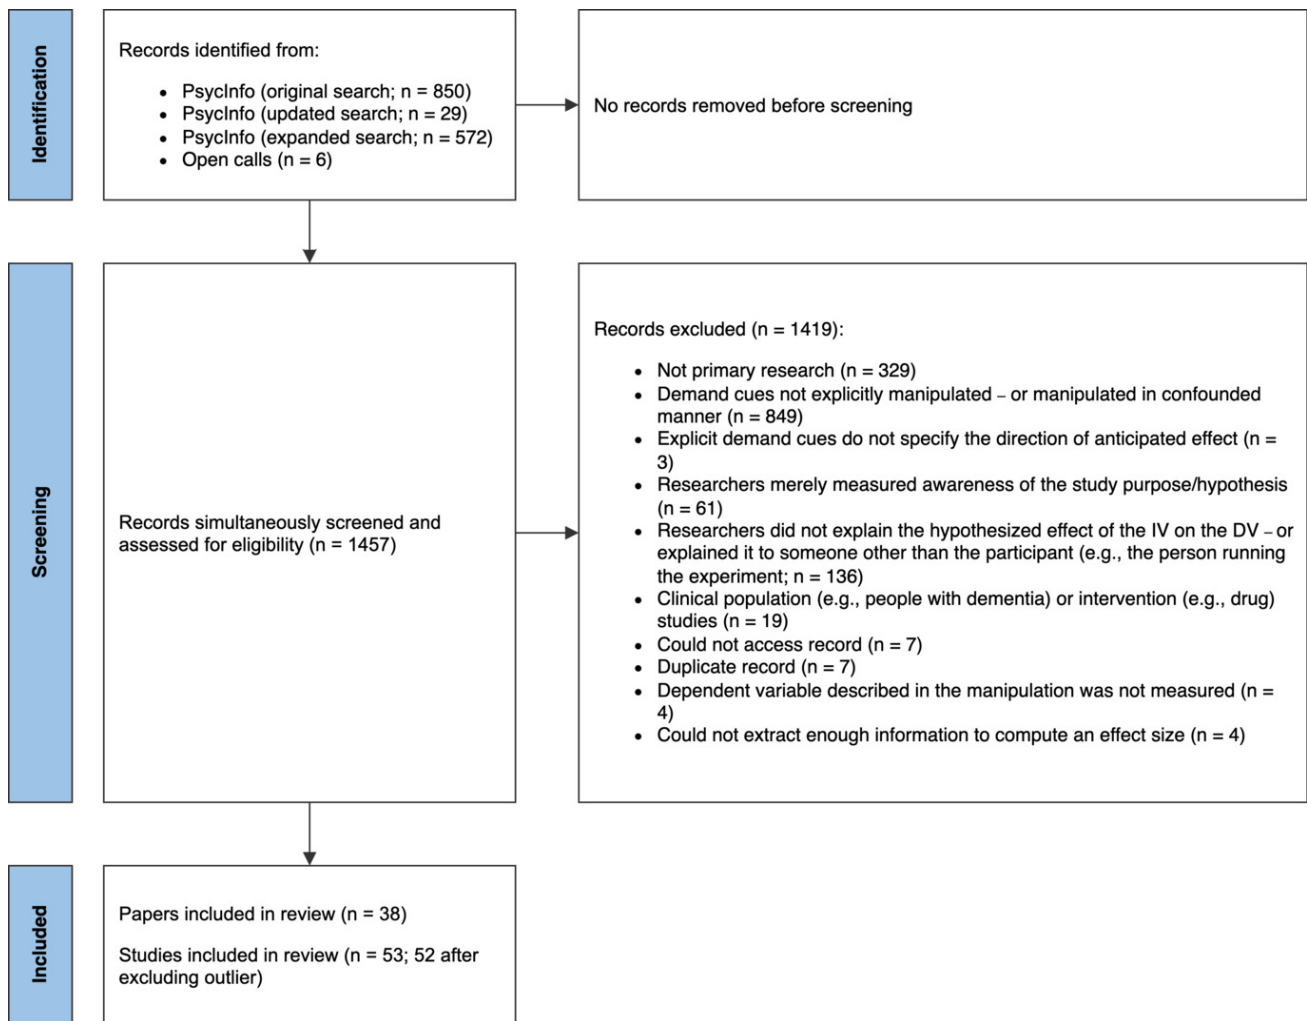 Identification
Records identified from:
• PsycInfo (original search; n = 850)
• PsycInfo (updated search; n = 29)
• PsycInfo (expanded search; n = 572)
• Open calls (n = 6)
No records removed before screening
Screening
Records simultaneously screened and
assessed for eligibility (n = 1457)
Records excluded (n = 1419):
• Not primary research (n = 329)
• Demand cues not explicitly manipulated – or manipulated in confounded
manner (n = 849)
• Explicit demand cues do not specify the direction of anticipated effect (n =
3)
• Researchers merely measured awareness of the study purpose/hypothesis
(n = 61)
• Researchers did not explain the hypothesized effect of the IV on the DV – or
explained it to someone other than the participant (e.g., the person running
the experiment; n = 136)
• Clinical population (e.g., people with dementia) or intervention (e.g., drug)
studies (n = 19)
• Could not access record (n = 7)
• Duplicate record (n = 7)
• Dependent variable described in the manipulation was not measured (n =
4)
• Could not extract enough information to compute an effect size (n = 4)
Included
Papers included in review (n = 38)
Studies included in review (n = 53; 52 after
excluding outlier)